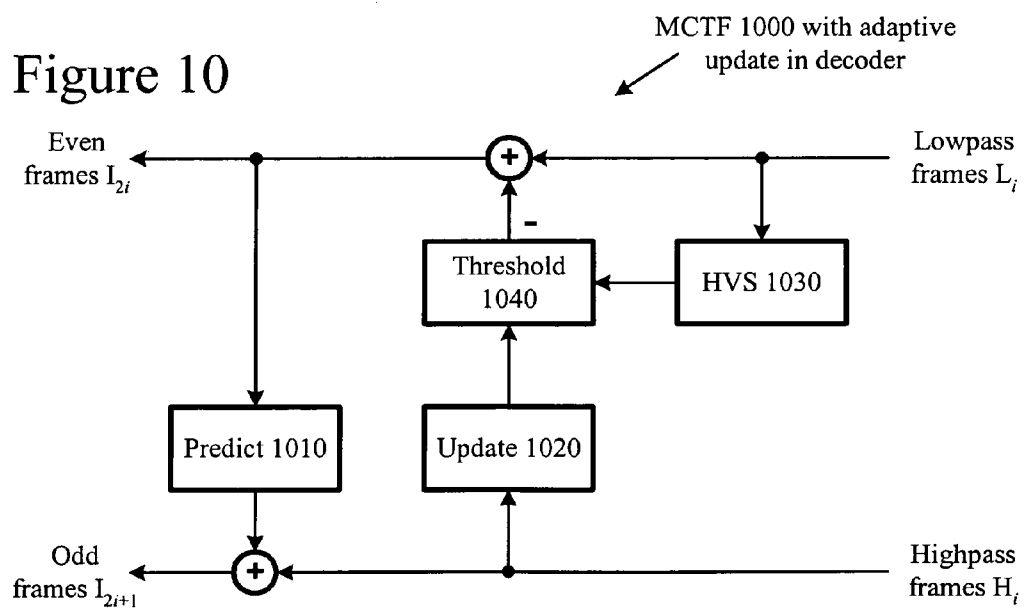 MCTF 1000 with adaptive
update in decoder
Figure 10
Even
frames I2i
+
Lowpass
frames Li
-
Threshold
1040
HVS 1030
Predict 1010
Update 1020
Odd
frames I2i+1
+
Highpass
frames Hi